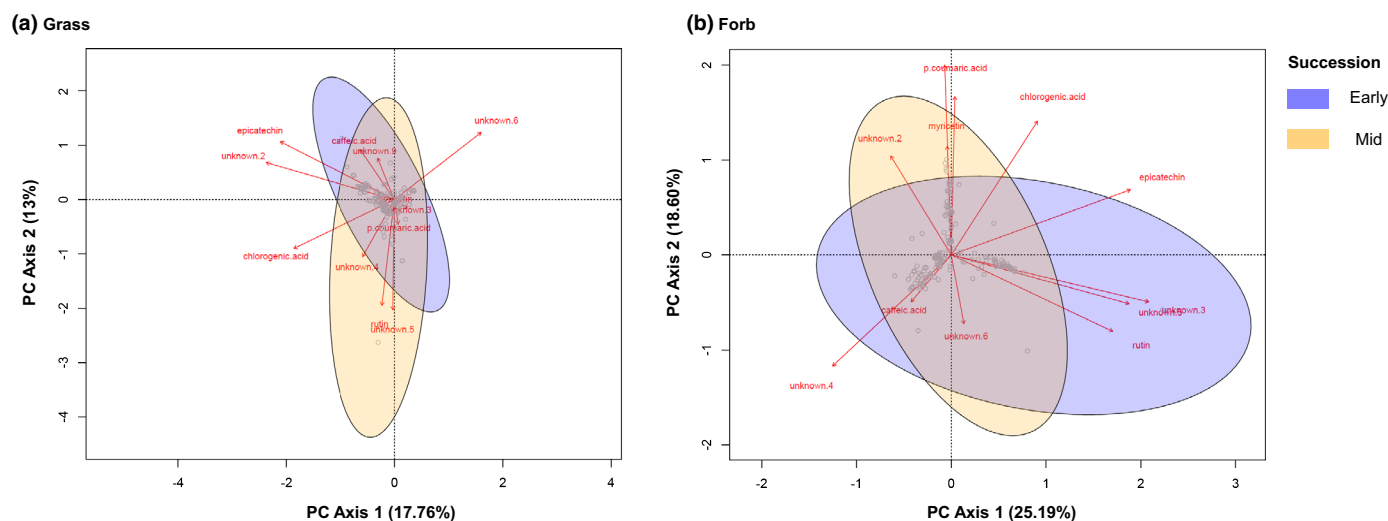 (a) Grass
(b) Forb
Succession
Early
Mid
PC Axis 2 (13%)
2
1
0
-1
-2
-3
-4
unknown.6
epicatechin
caffeic.acid
unknown.2
unknown.3
p.coumaric.acid
chlorogenic.acid
unknown.4
rutin
unknown.5
-4
-2
0
2
4
PC Axis 1 (17.76%)
PC Axis 2 (18.60%)
2
1
0
-1
-2
p.coumaric.acid
chlorogenic.acid
myricetin
unknown.2
epicatechin
caffeic.acid
unknown.3
unknown.6
rutin
unknown.4
-2
-1
0
1
2
3
PC Axis 1 (25.19%)